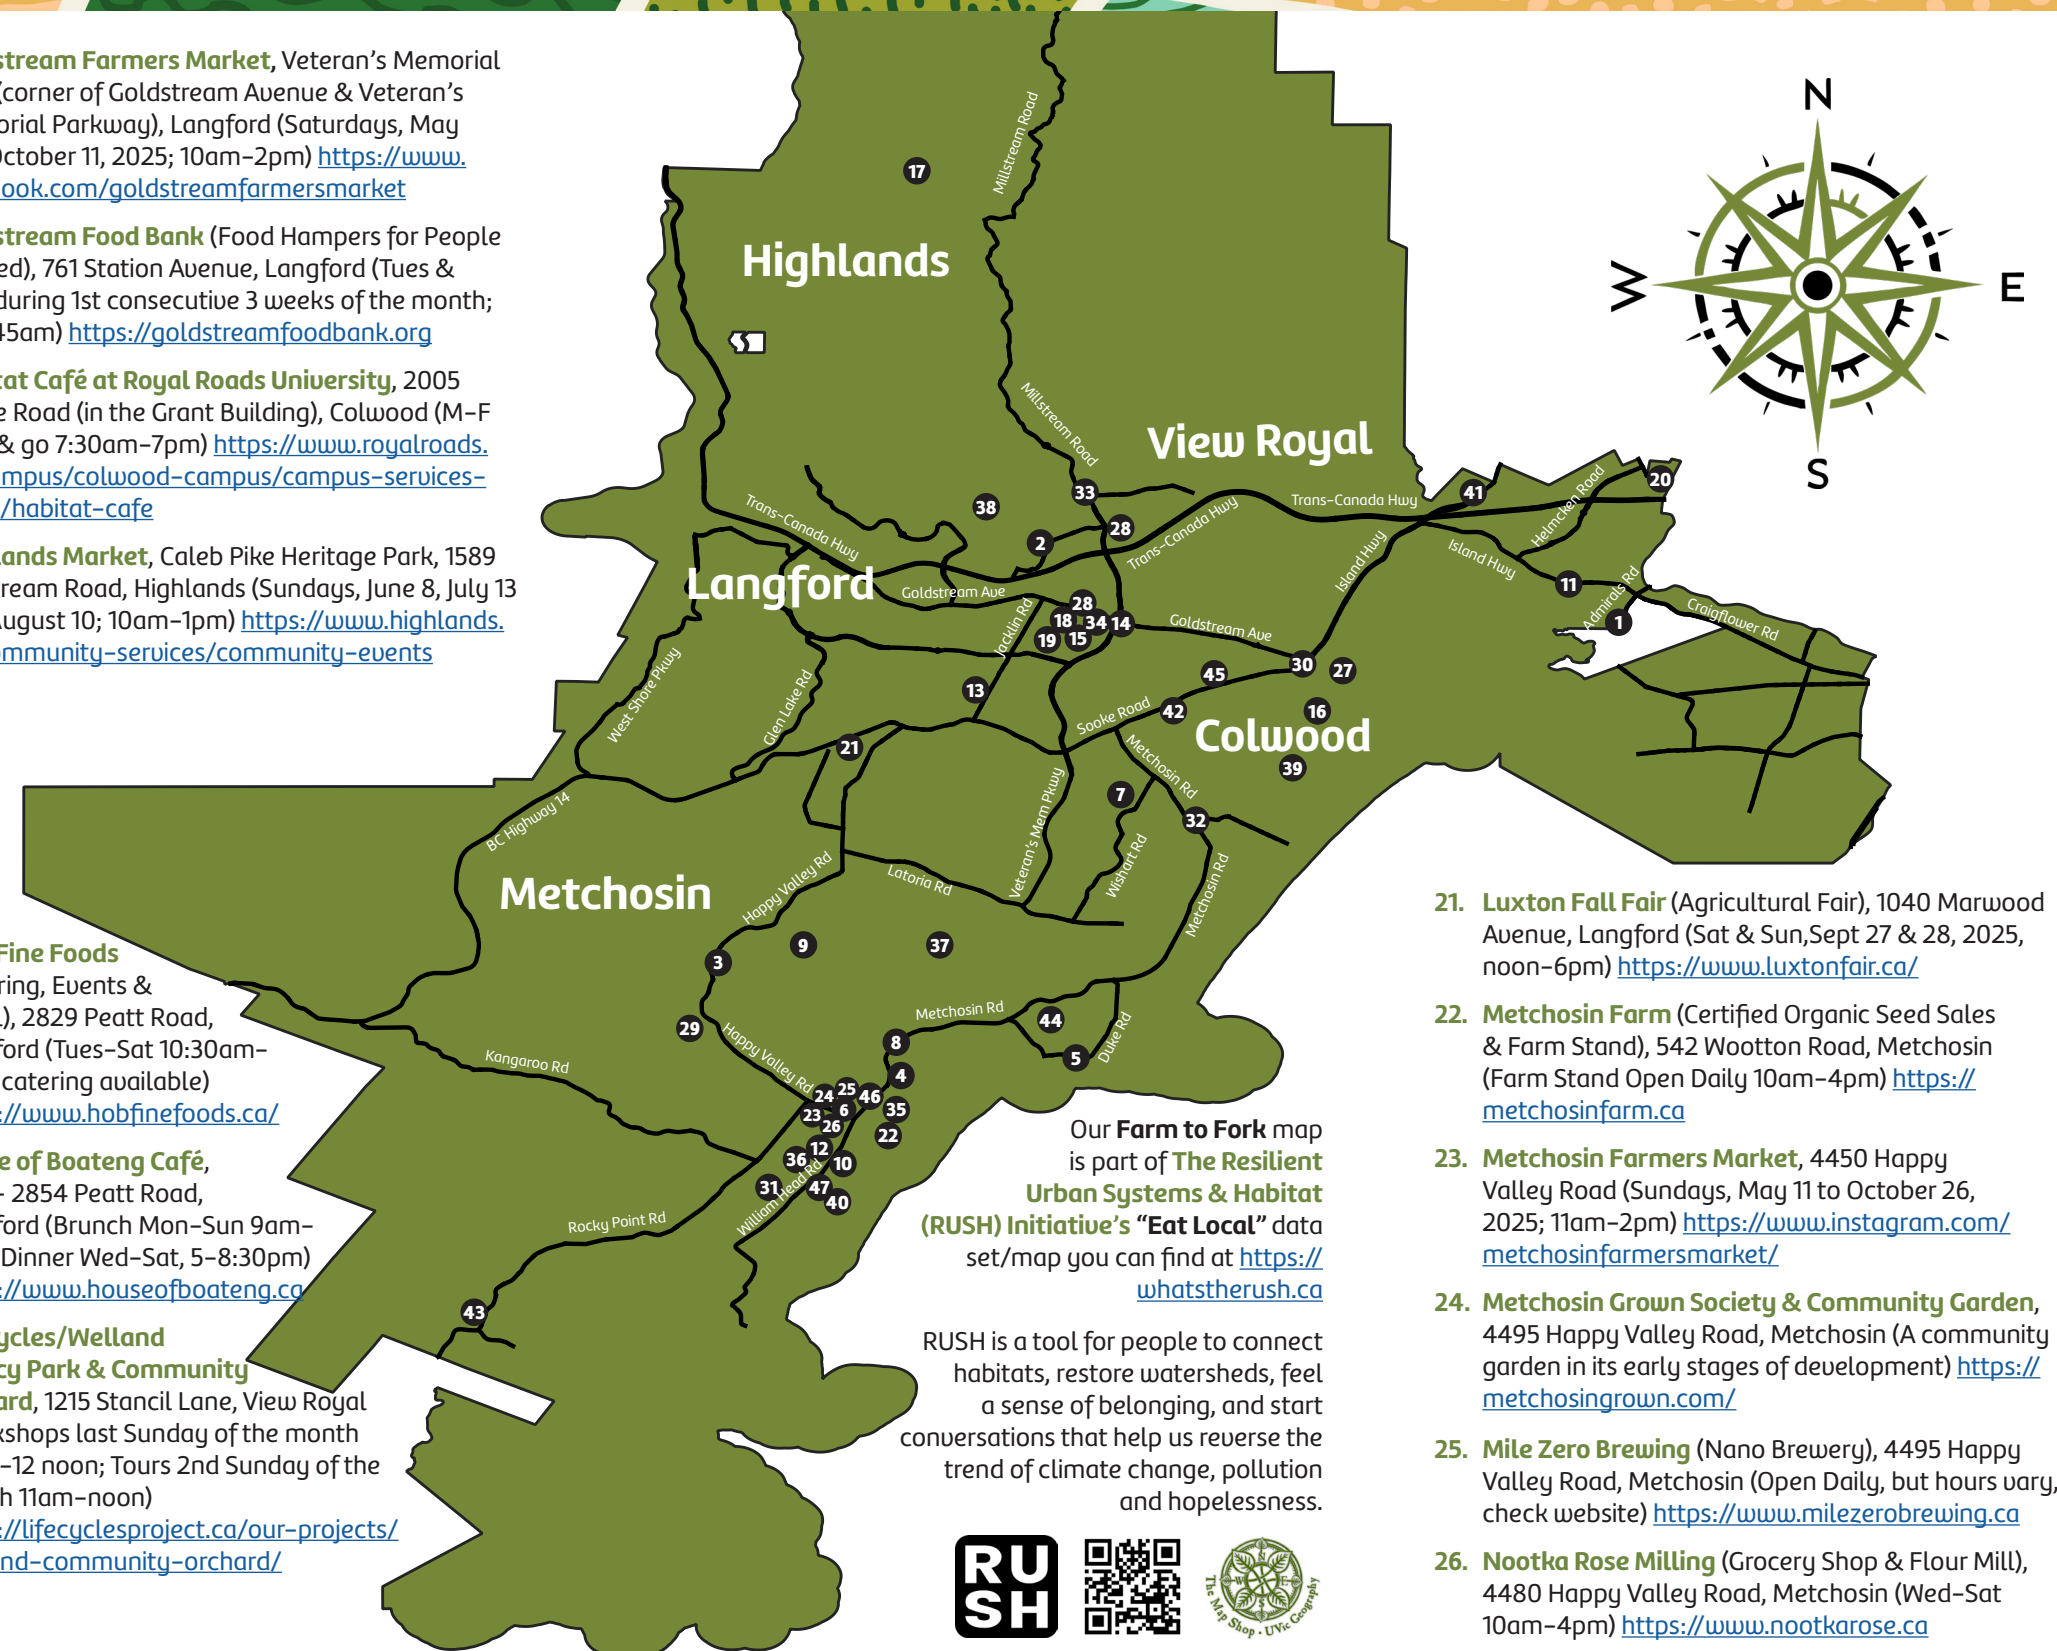 stream Farmers Market, Veteran's Memorial
(corner of Goldstream Avenue & Veteran's
orial Parkway), Langford (Saturdays, May
October 11, 2025; 10am–2pm) https://www.
ook.com/goldstreamfarmersmarket
stream Food Bank (Food Hampers for People
ed), 761 Station Avenue, Langford (Tues &
during 1st consecutive 3 weeks of the month;
45am) https://goldstreamfoodbank.org
at Café at Royal Roads University, 2005
e Road (in the Grant Building), Colwood (M–F
& go 7:30am–7pm) https://www.royalroads.
ampus/colwood-campus/campus-services-
/habitat-cafe
ands Market, Caleb Pike Heritage Park, 1589
ream Road, Highlands (Sundays, June 8, July 13
August 10; 10am–1pm) https://www.highlands.
ommunity-services/community-events
Fine Foods
ring, Events &
), 2829 Peatt Road,
ford (Tues–Sat 10:30am–
catering available)
://www.hobfinefoods.ca/
e of Boateng Café,
– 2854 Peatt Road,
ford (Brunch Mon–Sun 9am–
Dinner Wed–Sat, 5–8:30pm)
://www.houseofboateng.ca
ycles/Welland
cy Park & Community
ard, 1215 Stancil Lane, View Royal
kshops last Sunday of the month
–12 noon; Tours 2nd Sunday of the
h 11am–noon)
://lifecyclesproject.ca/our-projects/
and-community-orchard/
Highlands
View Royal
Langford
Colwood
Metchosin
Millstream Road
Millstream Road
Trans-Canada Hwy
Trans-Canada Hwy
Trans-Canada Hwy
Goldstream Ave
Goldstream Ave
Island Hwy
Island Hwy
Helmcken Road
Admirals Rd
Craigflower Rd
Jacklin Rd
West Shore Pkwy
Glen Lake Rd
Sooke Road
Metchosin Rd
BC Highway 14
Veteran's Mem Pkwy
Wishart Rd
Happy Valley Rd
Latoria Rd
Metchosin Rd
Metchosin Rd
Duke Rd
Happy Valley Rd
Kangaroo Rd
William Head Rd
Rocky Point Rd
17
33
38
28
2
41
20
11
1
28
18
34
14
19
15
13
45
30
27
42
16
21
39
7
32
9
37
3
29
44
8
5
4
24
25
46
23
6
35
26
22
12
36
10
31
47
40
43
N
W
E
S
Our Farm to Fork map
is part of The Resilient
Urban Systems & Habitat
(RUSH) Initiative's "Eat Local" data
set/map you can find at https://
whatstherush.ca
RUSH is a tool for people to connect
habitats, restore watersheds, feel
a sense of belonging, and start
conversations that help us reverse the
trend of climate change, pollution
and hopelessness.
RU
SH
The Map Shop · UVic Geography
21. Luxton Fall Fair (Agricultural Fair), 1040 Marwood
Avenue, Langford (Sat & Sun,Sept 27 & 28, 2025,
noon–6pm) https://www.luxtonfair.ca/
22. Metchosin Farm (Certified Organic Seed Sales
& Farm Stand), 542 Wootton Road, Metchosin
(Farm Stand Open Daily 10am–4pm) https://
metchosinfarm.ca
23. Metchosin Farmers Market, 4450 Happy
Valley Road (Sundays, May 11 to October 26,
2025; 11am–2pm) https://www.instagram.com/
metchosinfarmersmarket/
24. Metchosin Grown Society & Community Garden,
4495 Happy Valley Road, Metchosin (A community
garden in its early stages of development) https://
metchosingrown.com/
25. Mile Zero Brewing (Nano Brewery), 4495 Happy
Valley Road, Metchosin (Open Daily, but hours vary,
check website) https://www.milezerobrewing.ca
26. Nootka Rose Milling (Grocery Shop & Flour Mill),
4480 Happy Valley Road, Metchosin (Wed–Sat
10am–4pm) https://www.nootkarose.ca